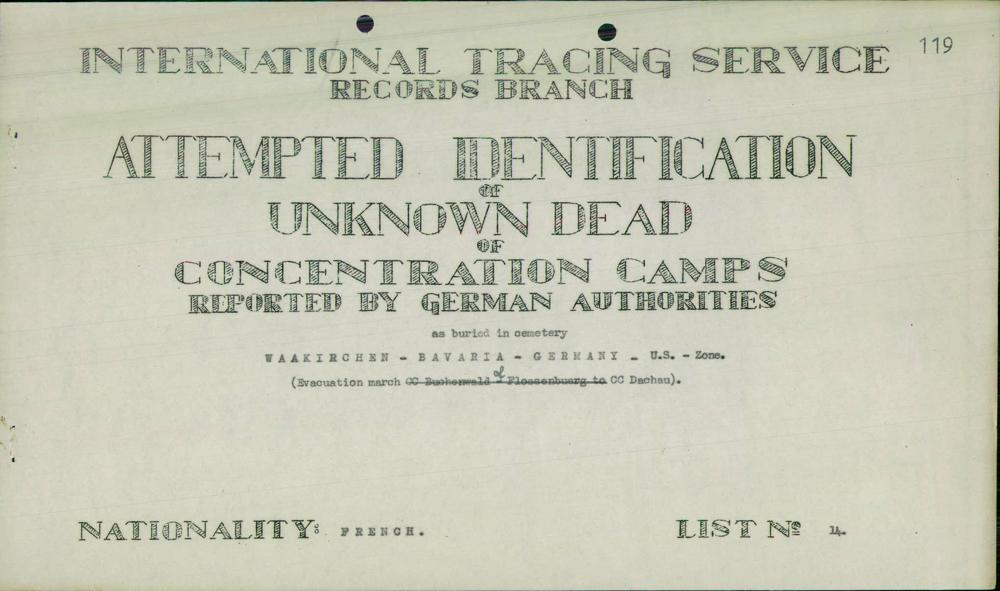 119
INTERNATIONAL TRACING SERVICE
RECORDS BRANCH
ATTEMPTED IDENTIFICATION
OF
UNKNOWN DEAD
OF
CONCENTRATION CAMPS
REPORTED BY GERMAN AUTHORITIES
as buried in cemetery
WAAKIRCHEN - BAVARIA - GERMANY - U.S. - Zone.
(Evacuation march CC Buchenwald - Flossenbuerg to of CC Dachau).
NATIONALITY: FRENCH. LIST Nº 14.